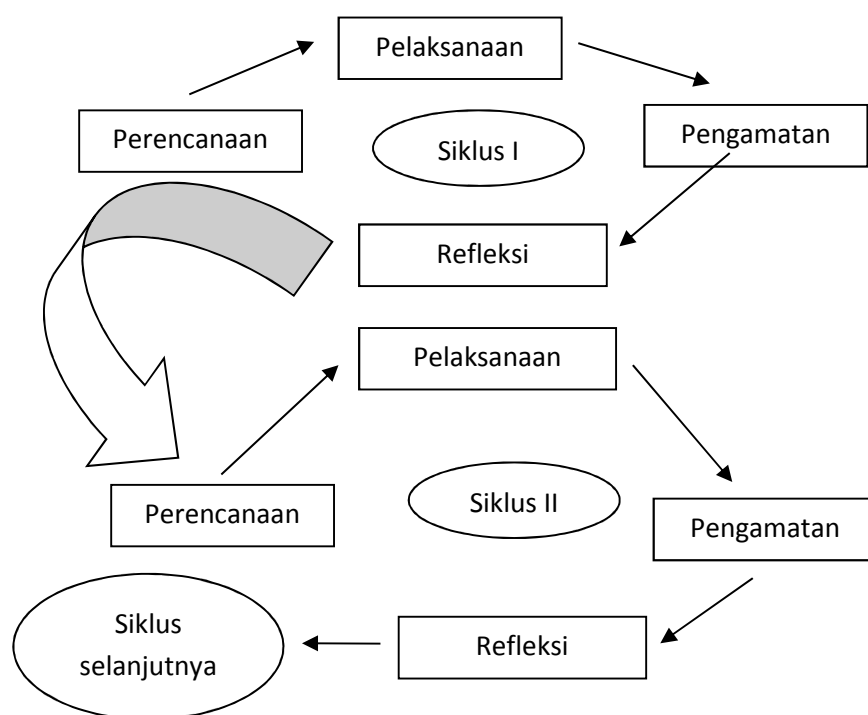 Pelaksanaan
Perencanaan
Siklus I
Pengamatan
Refleksi
Pelaksanaan
Perencanaan
Siklus II
Pengamatan
Siklus
selanjutnya
Refleksi